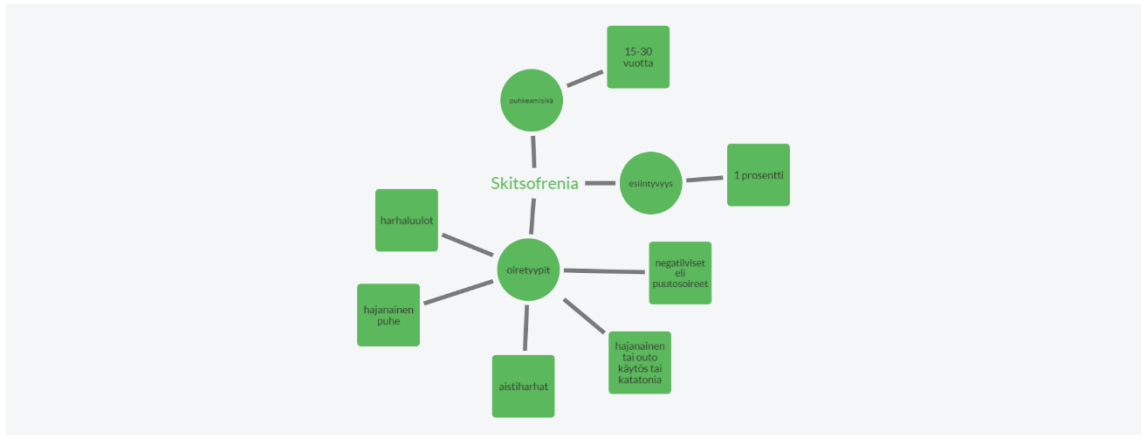 15-30
vuotta
puhkeamisikä
Skitsofrenia
esiintyvyys
1 prosentti
harhaluulot
oiretyypit
negatiiviset
eli
puutosoireet
hajanainen
puhe
hajanainen
tai outo
käytös tai
katatonia
aistiharhat